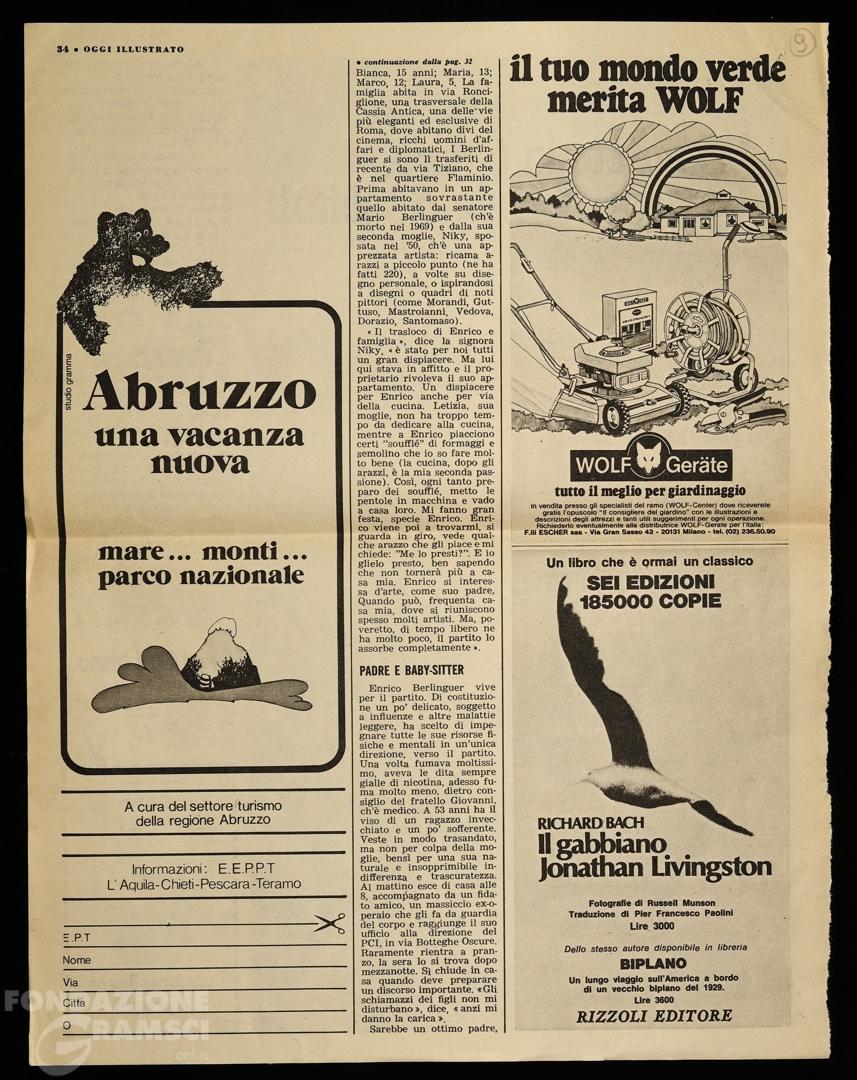 34 • OGGI ILLUSTRATO
9
studio gramma
Abruzzo
una vacanza
nuova
mare... monti...
parco nazionale
A cura del settore turismo
della regione Abruzzo
Informazioni: E.E.P.P.T
L'Aquila-Chieti-Pescara-Teramo
E.P.T
Nome
Via
Città
O
• continuazione dalla pag. 32
Bianca, 15 anni; Maria, 13;
Marco, 12; Laura, 5. La fa-
miglia abita in via Ronci-
glione, una trasversale della
Cassia Antica, una delle vie
più eleganti ed esclusive di
Roma, dove abitano divi del
cinema, ricchi uomini d'af-
fari e diplomatici, I Berlin-
guer si sono lì trasferiti di
recente da via Tiziano, che
è nel quartiere Flaminio.
Prima abitavano in un ap-
partamento sovrastante
quello abitato dal senatore
Mario Berlinguer (ch'è
morto nel 1969) e dalla sua
seconda moglie, Niky, spo-
sata nel '50, ch'è una ap-
prezzata artista: ricama a-
razzi a piccolo punto (ne ha
fatti 220), a volte su dise-
gno personale, o ispirandosi
a disegni o quadri di noti
pittori (come Morandi, Gut-
tuso, Mastroianni, Vedova,
Dorazio, Santomaso).
« Il trasloco di Enrico e
famiglia », dice la signora
Niky, « è stato per noi tutti
un gran dispiacere. Ma lui
qui stava in affitto e il pro-
prietario rivoleva il suo ap-
partamento. Un dispiacere
per Enrico anche per via
della cucina. Letizia, sua
moglie, non ha troppo tem-
po da dedicare alla cucina,
mentre a Enrico piacciono
certi "soufflé" di formaggi e
semolino che io so fare mol-
to bene (la cucina, dopo gli
arazzi, è la mia seconda pas-
sione). Così, ogni tanto pre-
paro dei soufflé, metto le
pentole in macchina e vado
a casa loro. Mi fanno gran
festa, specie Enrico. Enri-
co viene poi a trovarmi, si
guarda in giro, vede qual-
che arazzo che gli piace e mi
chiede: "Me lo presti?". E io
glielo presto, ben sapendo
che non tornerà più a ca-
sa mia. Enrico si interes-
sa d'arte, come suo padre,
Quando può, frequenta ca-
sa mia, dove si riuniscono
spesso molti artisti. Ma, po-
veretto, di tempo libero ne
ha molto poco, il partito lo
assorbe completamente ».
PADRE E BABY-SITTER
Enrico Berlinguer vive
per il partito. Di costituzio-
ne un po' delicato, soggetto
a influenze e altre malattie
leggere, ha scelto di impe-
gnare tutte le sue risorse fi-
siche e mentali in un'unica
direzione, verso il partito.
Una volta fumava moltissi-
mo, aveva le dita sempre
gialle di nicotina, adesso fu-
ma molto meno, dietro con-
siglio del fratello Giovanni,
ch'è medico. A 53 anni ha il
viso di un ragazzo invec-
chiato e un po' sofferente.
Veste in modo trasandato,
ma non per colpa della mo-
glie, bensì per una sua na-
turale e insopprimibile in-
differenza e trascuratezza.
Al mattino esce di casa alle
8, accompagnato da un fida-
to amico, un massiccio ex-o-
peraio che gli fa da guardia
del corpo e raggiunge il suo
ufficio alla direzione del
PCI, in via Botteghe Oscure.
Raramente rientra a pran-
zo, la sera lo si trova dopo
mezzanotte. Si chiude in ca-
sa quando deve preparare
un discorso importante. «Gli
schiamazzi dei figli non mi
disturbano », dice, « anzi mi
danno la carica ».
Sarebbe un ottimo padre,
il tuo mondo verde
merita WOLF
WOLF Geräte
tutto il meglio per giardinaggio
in vendita presso gli specialisti del ramo (WOLF-Center) dove riceverete
gratis l'opuscolo "Il consigliere del giardino" con le illustrazioni e
descrizioni degli attrezzi e tanti utili suggerimenti per ogni operazione.
Richiederlo eventualmente alla distributrice WOLF-Geräte per l'Italia:
F.lli ESCHER sas - Via Gran Sasso 42 - 20131 Milano - tel. (02) 236.50.90
Un libro che è ormai un classico
SEI EDIZIONI
185000 COPIE
RICHARD BACH
Il gabbiano
Jonathan Livingston
Fotografie di Russell Munson
Traduzione di Pier Francesco Paolini
Lire 3000
Dello stesso autore disponibile in libreria
BIPLANO
Un lungo viaggio sull'America a bordo
di un vecchio biplano del 1929.
Lire 3600
RIZZOLI EDITORE
FONDAZIONE
GRAMSCI
onlus